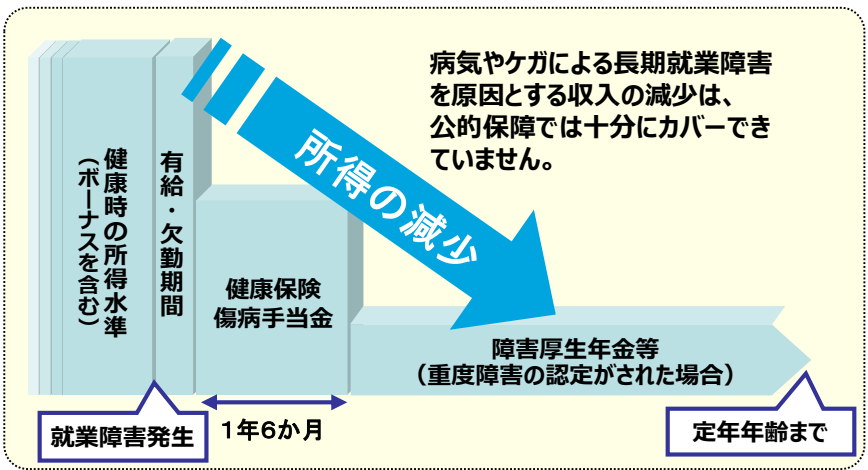 病気やケガによる長期就業障害
を原因とする収入の減少は、
公的保障では十分にカバーでき
ていません。
所得の減少
健康時の所得水準
（ボーナスを含む）
有給・欠勤期間
健康保険
傷病手当金
障害厚生年金等
（重度障害の認定がされた場合）
就業障害発生
1年6か月
定年年齢まで